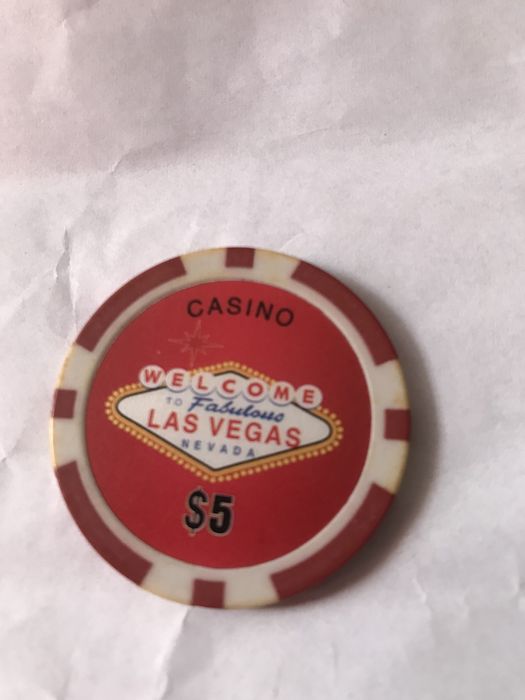 CASINO
WELCOME
TO Fabulous
LAS VEGAS
NEVADA
$5